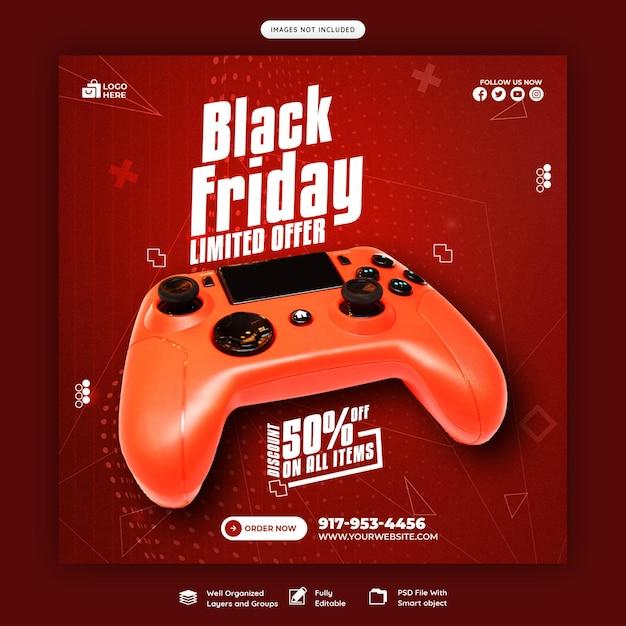 IMAGES NOT INCLUDED
LOGO
HERE
FOLLOW US NOW
Black
Friday
LIMITED OFFER
DISCOUNT
50% OFF
ON ALL ITEMS
ORDER NOW
917-953-4456
WWW.YOURWEBSITE.COM
Well Organized
Layers and Groups
Fully
Editable
PSD File With
Smart object